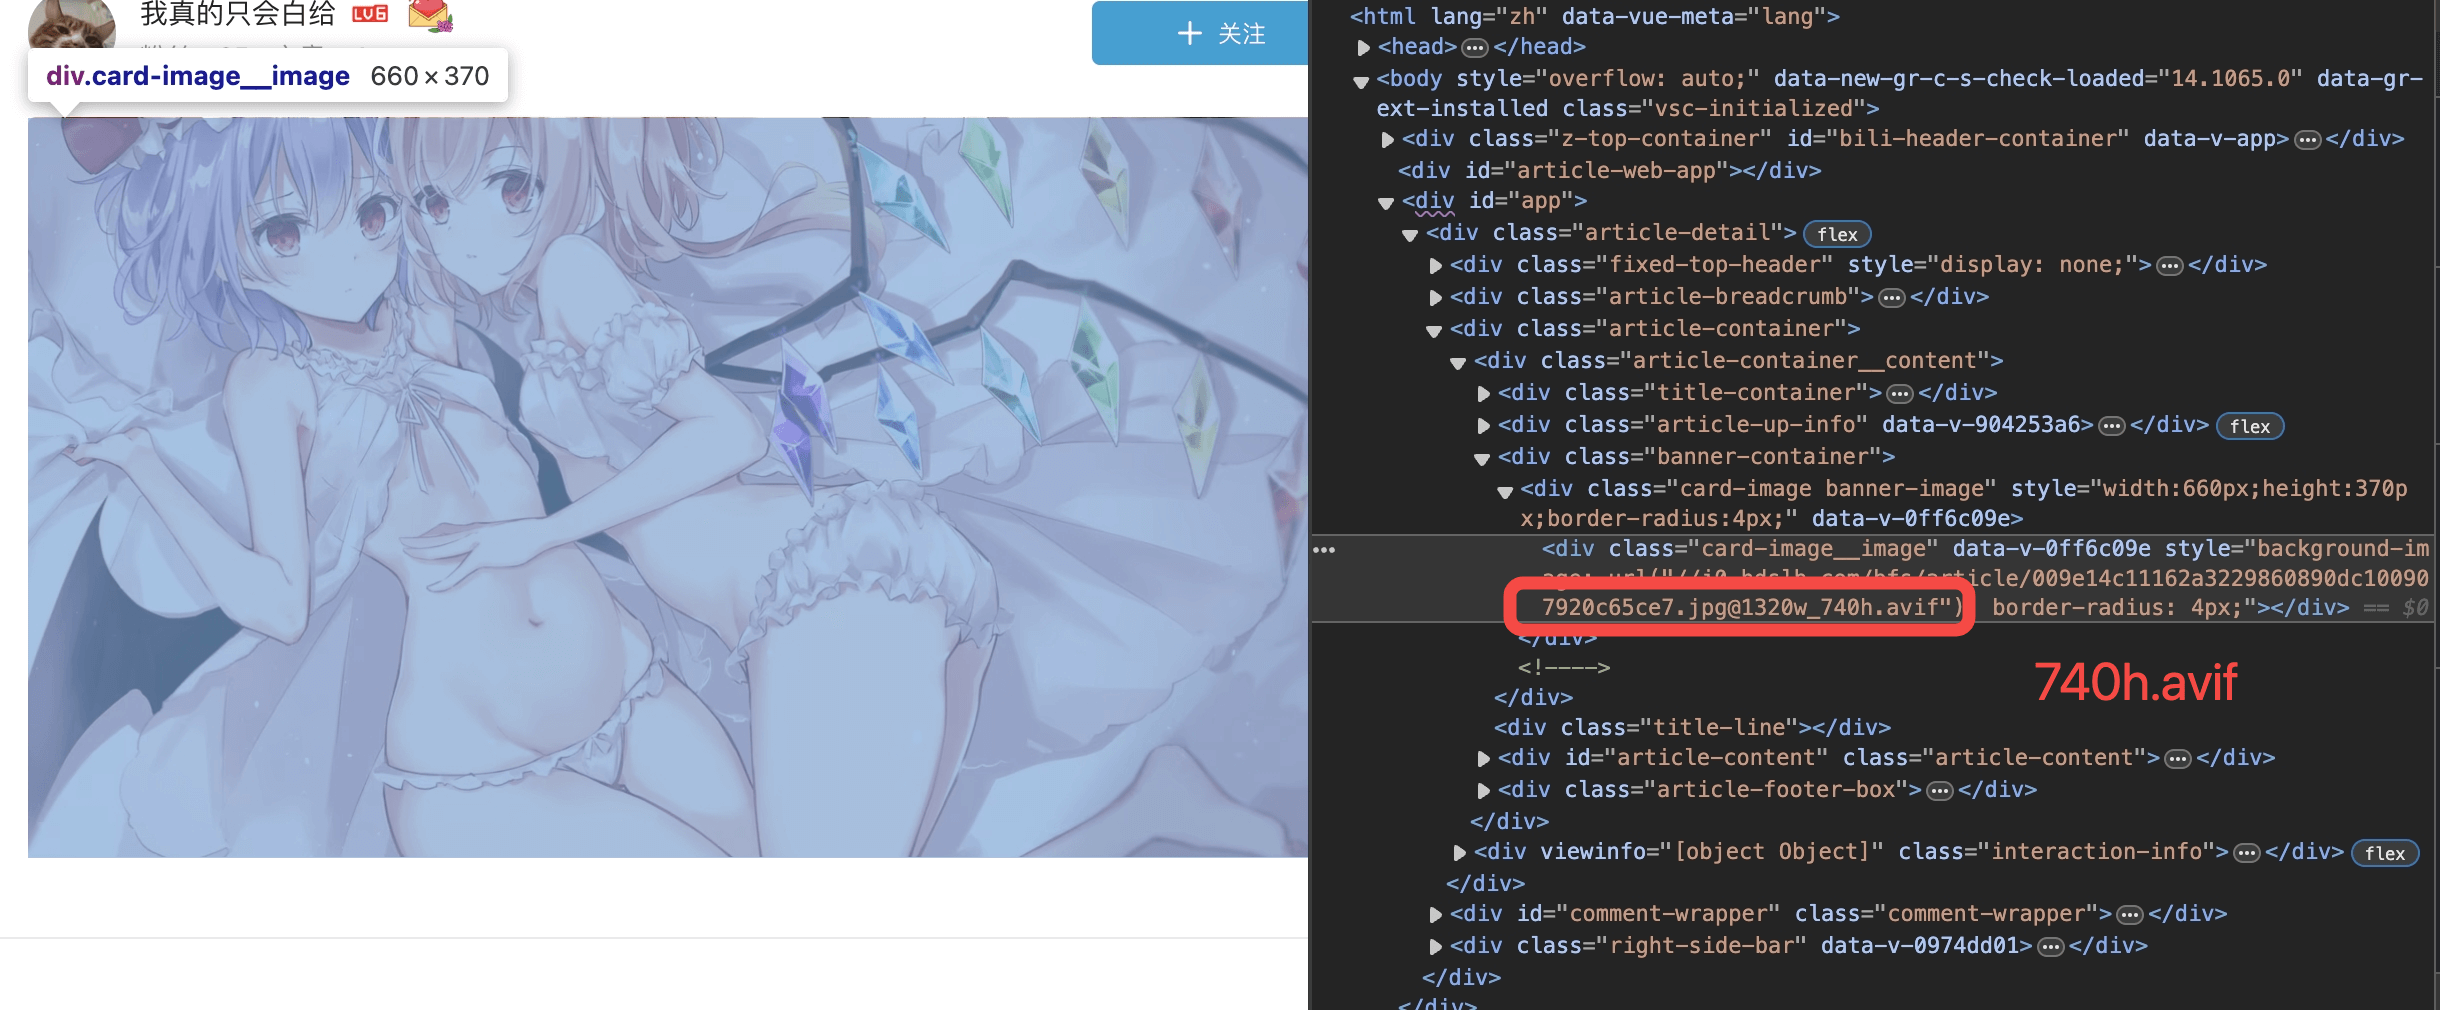 我真的只会白给 LV6
div.card-image__image 660 × 370
+ 关注
<html lang="zh" data-vue-meta="lang">
<head>…</head>
<body style="overflow: auto;" data-new-gr-c-s-check-loaded="14.1065.0" data-gr-
ext-installed class="vsc-initialized">
<div class="z-top-container" id="bili-header-container" data-v-app>…</div>
<div id="article-web-app"></div>
<div id="app">
<div class="article-detail"> flex
<div class="fixed-top-header" style="display: none;">…</div>
<div class="article-breadcrumb">…</div>
<div class="article-container">
<div class="article-container__content">
<div class="title-container">…</div>
<div class="article-up-info" data-v-904253a6>…</div> flex
<div class="banner-container">
<div class="card-image banner-image" style="width:660px;height:370p
x;border-radius:4px;" data-v-0ff6c09e>
… <div class="card-image__image" data-v-0ff6c09e style="background-im
age: url("//i0.hdslb.com/bfs/article/009e14c11162a3229860890dc10090
7920c65ce7.jpg@1320w_740h.avif") border-radius: 4px;"></div> == $0
</div>
<!---->
740h.avif
</div>
<div class="title-line"></div>
<div id="article-content" class="article-content">…</div>
<div class="article-footer-box">…</div>
</div>
<div viewinfo="[object Object]" class="interaction-info">…</div> flex
</div>
<div id="comment-wrapper" class="comment-wrapper">…</div>
<div class="right-side-bar" data-v-0974dd01>…</div>
</div>
</div>